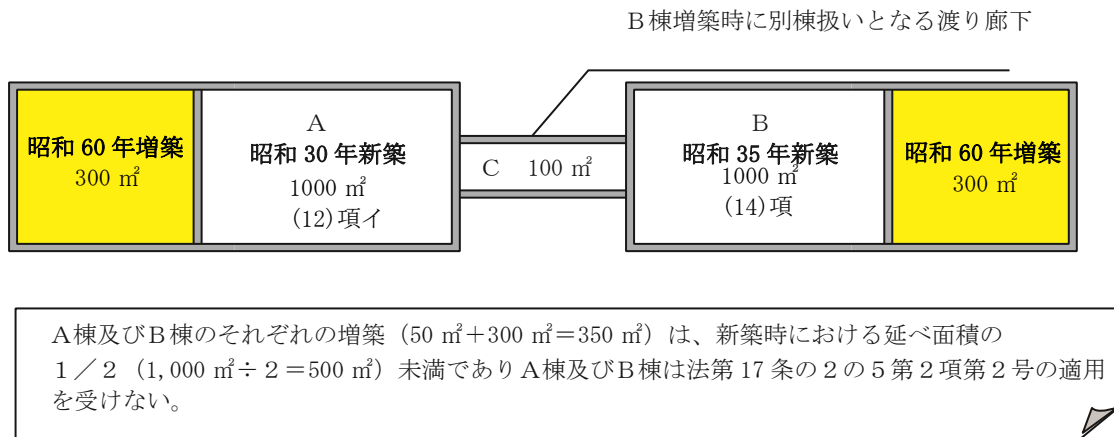 B棟増築時に別棟扱いとなる渡り廊下
昭和 60 年増築
300 ㎡
A
昭和 30 年新築
1000 ㎡
(12)項イ
C　100 ㎡
B
昭和 35 年新築
1000 ㎡
(14)項
昭和 60 年増築
300 ㎡
A棟及びB棟のそれぞれの増築（50 ㎡＋300 ㎡＝350 ㎡）は、新築時における延べ面積の
１／２（1,000 ㎡÷２＝500 ㎡）未満でありA棟及びB棟は法第 17 条の２の５第２項第２号の適用
を受けない。